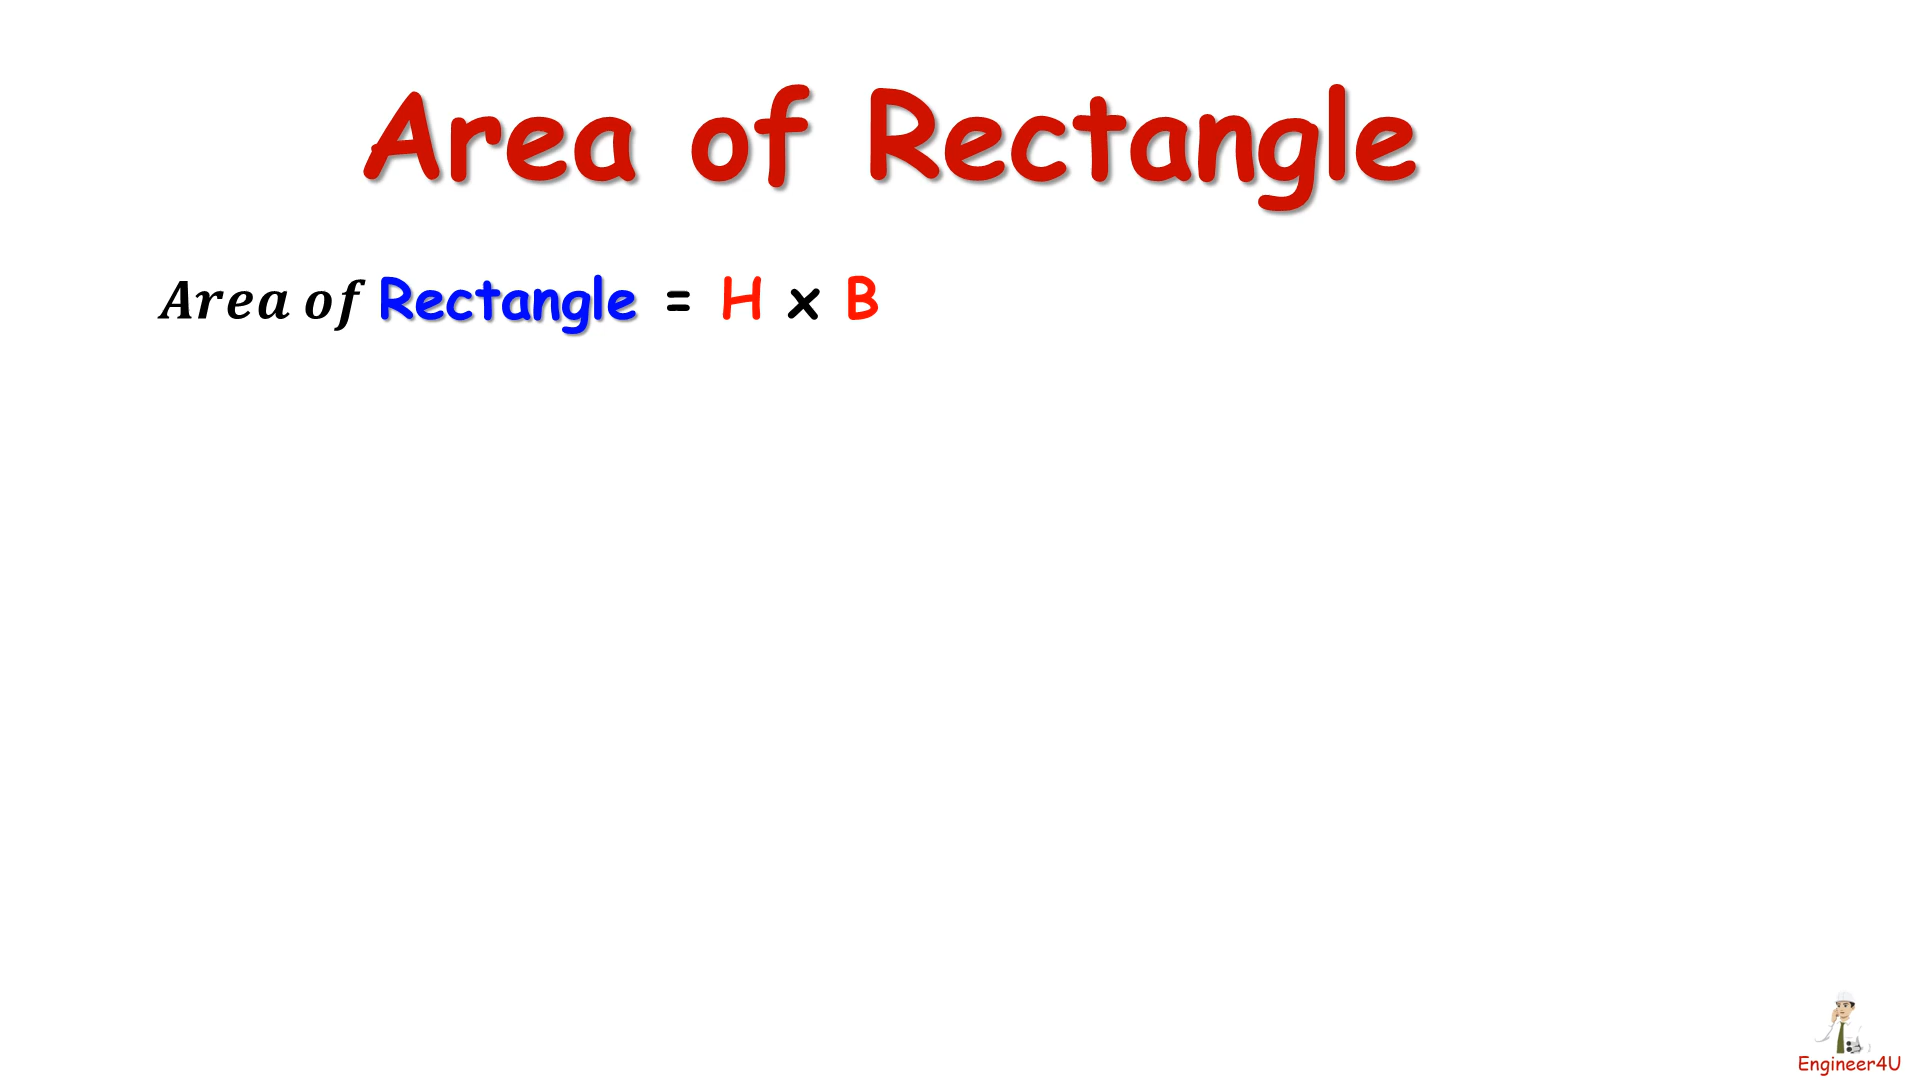 Area of Rectangle
Area of Rectangle = H x B
Engineer4U